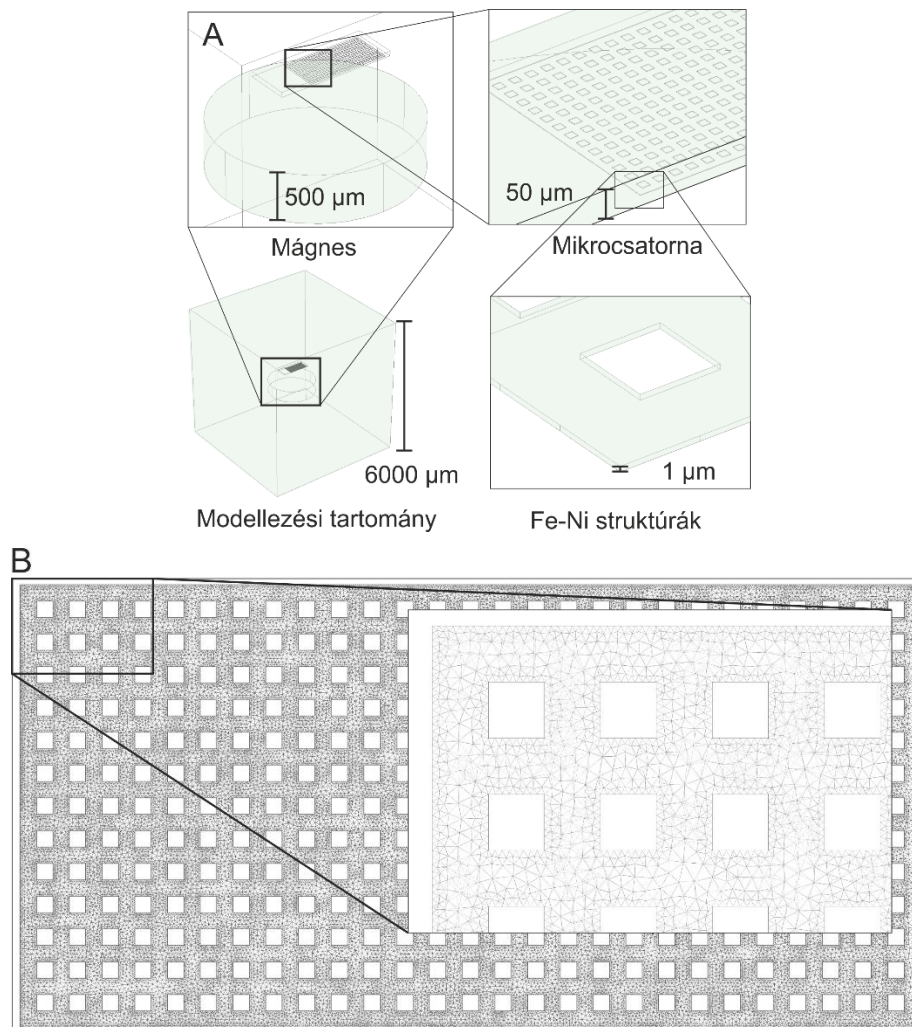 A
500 µm
Mágnes
50 µm
Mikrocsatorna
6000 µm
Modellezési tartomány
1 µm
Fe-Ni struktúrák
B